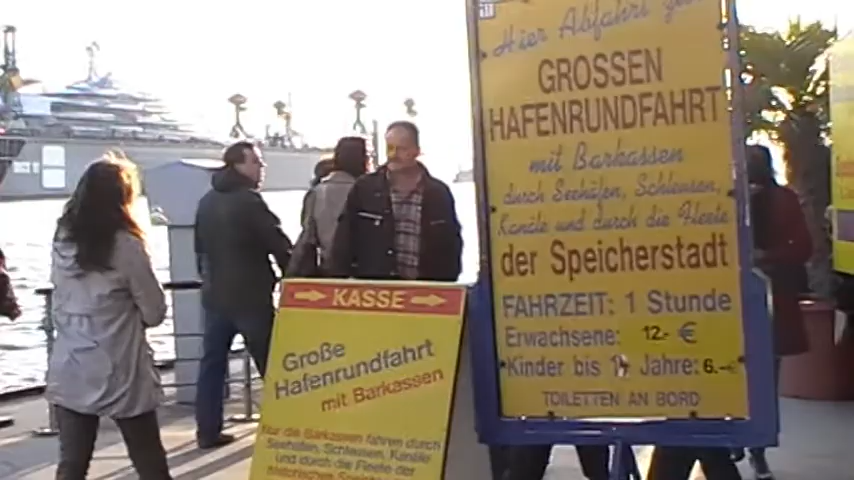 Hier Abfahrt zur
GROSSEN
HAFENRUNDFAHRT
mit Barkassen
durch Seehäfen, Schleusen,
Kanäle und durch die Fleete
der Speicherstadt
FAHRZEIT: 1 Stunde
Erwachsene: 12,- €
Kinder bis 14 Jahre: 6.-€
TOILETTEN AN BORD
KASSE
Große
Hafenrundfahrt
mit Barkassen
Die Barkassen fahren durch
Seehäfen, Schleusen, Kanäle
und durch die Fleete der
historischen